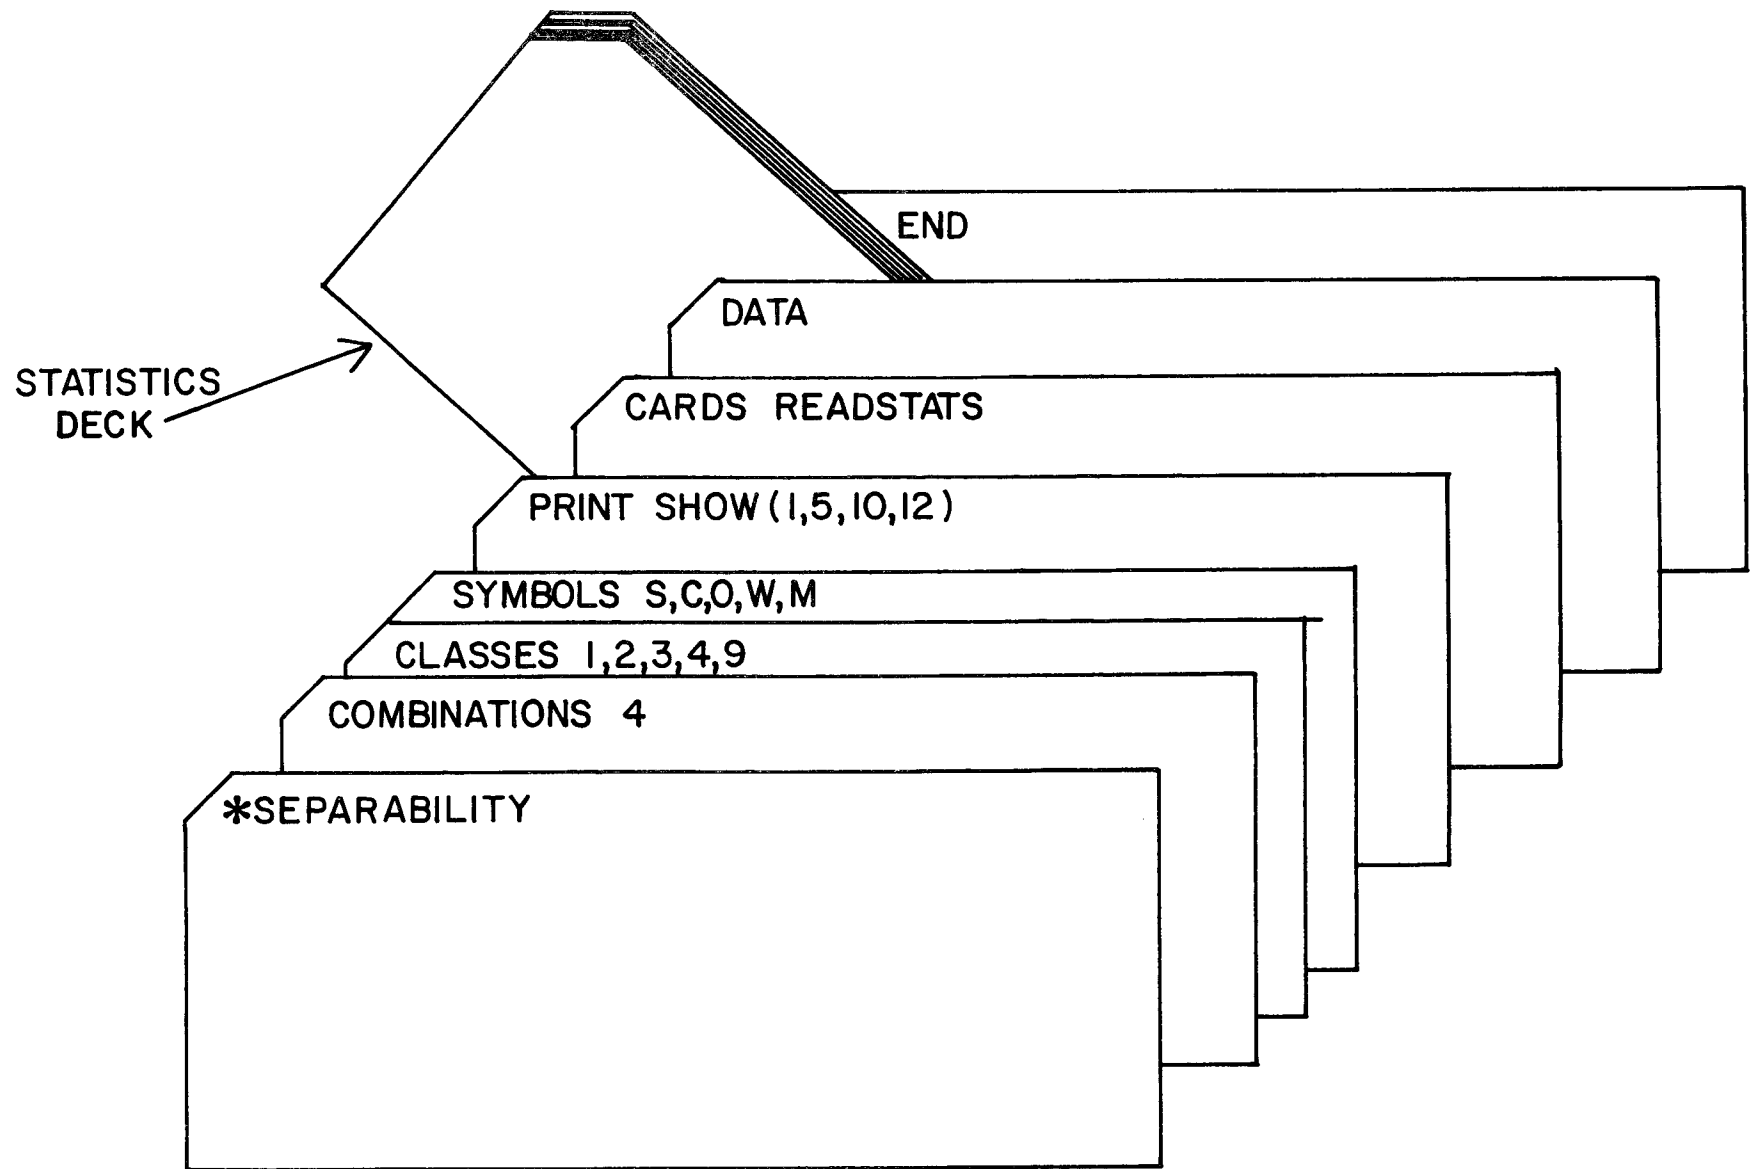 END
DATA
CARDS READSTATS
STATISTICS
DECK
PRINT SHOW (1,5,10,12)
SYMBOLS S,C,O,W,M
CLASSES 1,2,3,4,9
COMBINATIONS 4
*SEPARABILITY